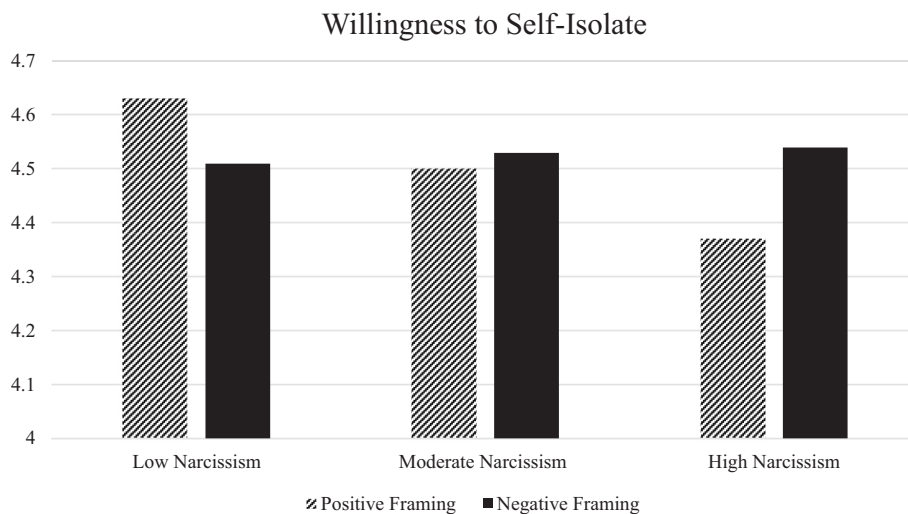 Willingness to Self-Isolate
4.7
4.6
4.5
4.4
4.3
4.2
4.1
4
Low Narcissism Moderate Narcissism High Narcissism
Positive Framing Negative Framing